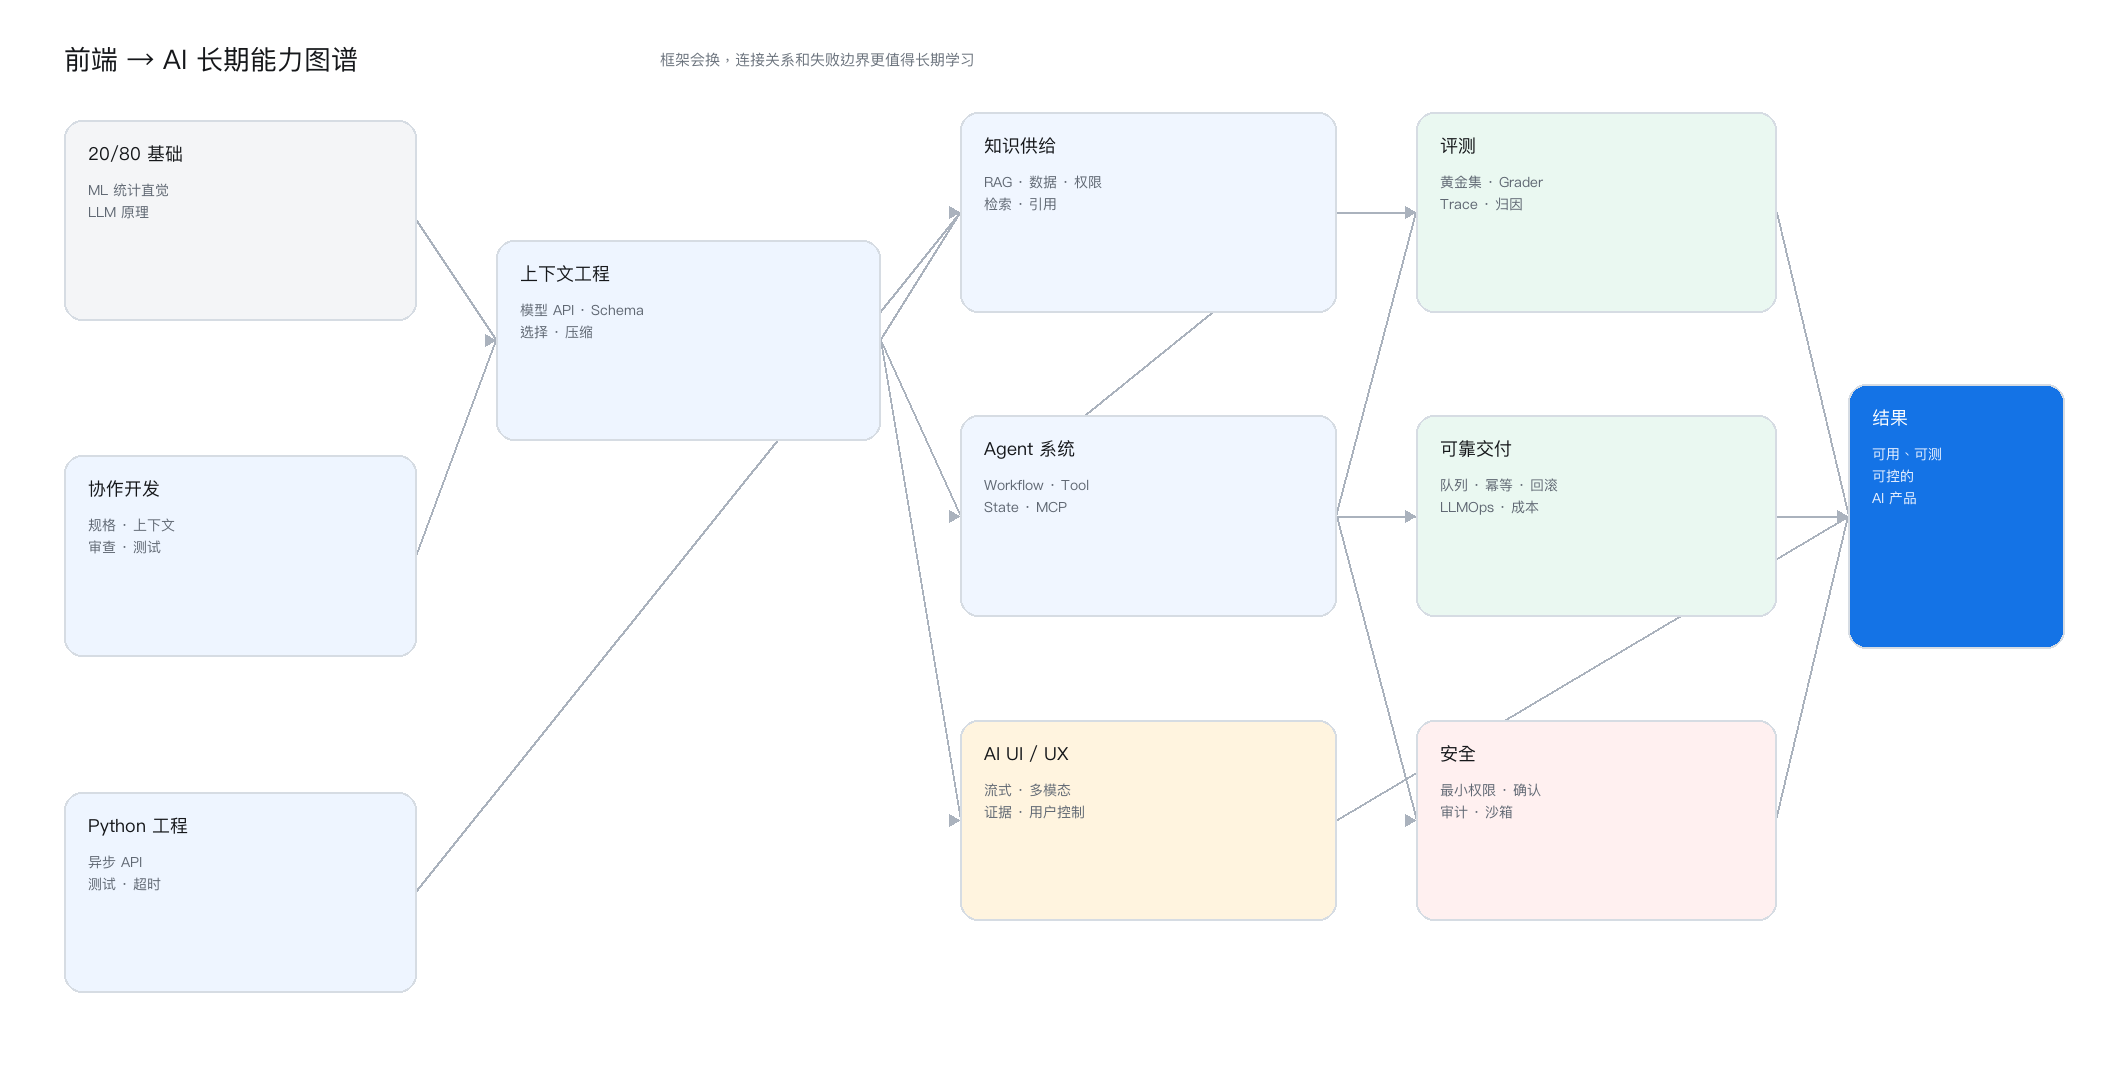 前端 → AI 长期能力图谱
框架会换，连接关系和失败边界更值得长期学习
20/80 基础
ML 统计直觉
LLM 原理
协作开发
规格 · 上下文
审查 · 测试
Python 工程
异步 API
测试 · 超时
上下文工程
模型 API · Schema
选择 · 压缩
知识供给
RAG · 数据 · 权限
检索 · 引用
Agent 系统
Workflow · Tool
State · MCP
AI UI / UX
流式 · 多模态
证据 · 用户控制
评测
黄金集 · Grader
Trace · 归因
可靠交付
队列 · 幂等 · 回滚
LLMOps · 成本
安全
最小权限 · 确认
审计 · 沙箱
结果
可用、可测
可控的
AI 产品